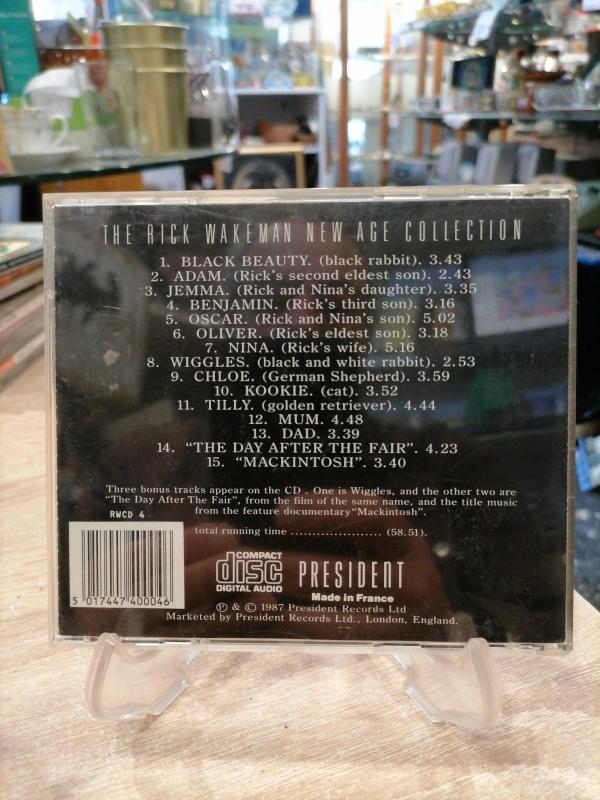 THE RICK WAKEMAN NEW AGE COLLECTION
1. BLACK BEAUTY. (black rabbit). 3.43
2. ADAM. (Rick's second eldest son). 2.43
3. JEMMA. (Rick and Nina's daughter). 3.35
4. BENJAMIN. (Rick's third son). 3.16
5. OSCAR. (Rick and Nina's son). 5.02
6. OLIVER. (Rick's eldest son). 3.18
7. NINA. (Rick's wife). 5.16
8. WIGGLES. (black and white rabbit). 2.53
9. CHLOE. (German Shepherd). 3.59
10. KOOKIE. (cat). 3.52
11. TILLY. (golden retriever). 4.44
12. MUM. 4.48
13. DAD. 3.39
14. “THE DAY AFTER THE FAIR”. 4.23
15. “MACKINTOSH”. 3.40
Three bonus tracks appear on the CD . One is Wiggles, and the other two are
“The Day After The Fair”, from the film of the same name, and the title music
from the feature documentary“Mackintosh”.
RWCD 4
total running time ..................... (58.51).
5 017447 400046
COMPACT
disc
DIGITAL AUDIO
PRESIDENT
Made in France
℗ & © 1987 President Records Ltd
Marketed by President Records Ltd., London, England.